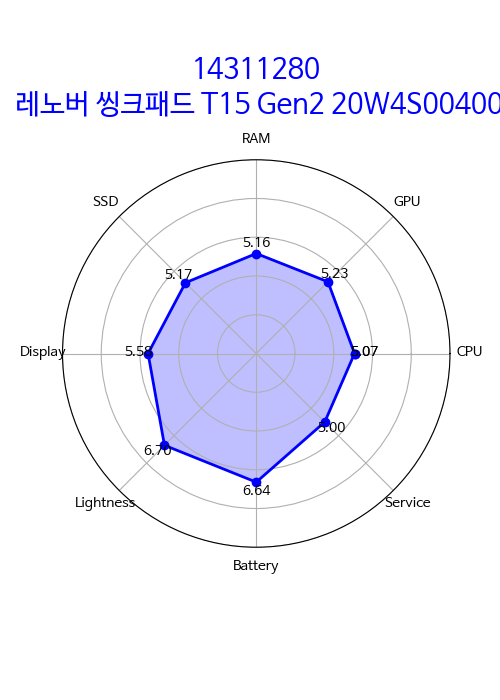 14311280
레노버 씽크패드 T15 Gen2 20W4S00400
RAM
SSD
GPU
5.16
5.17
5.23
Display
5.58
5.07
CPU
6.70
5.00
Lightness
6.64
Service
Battery